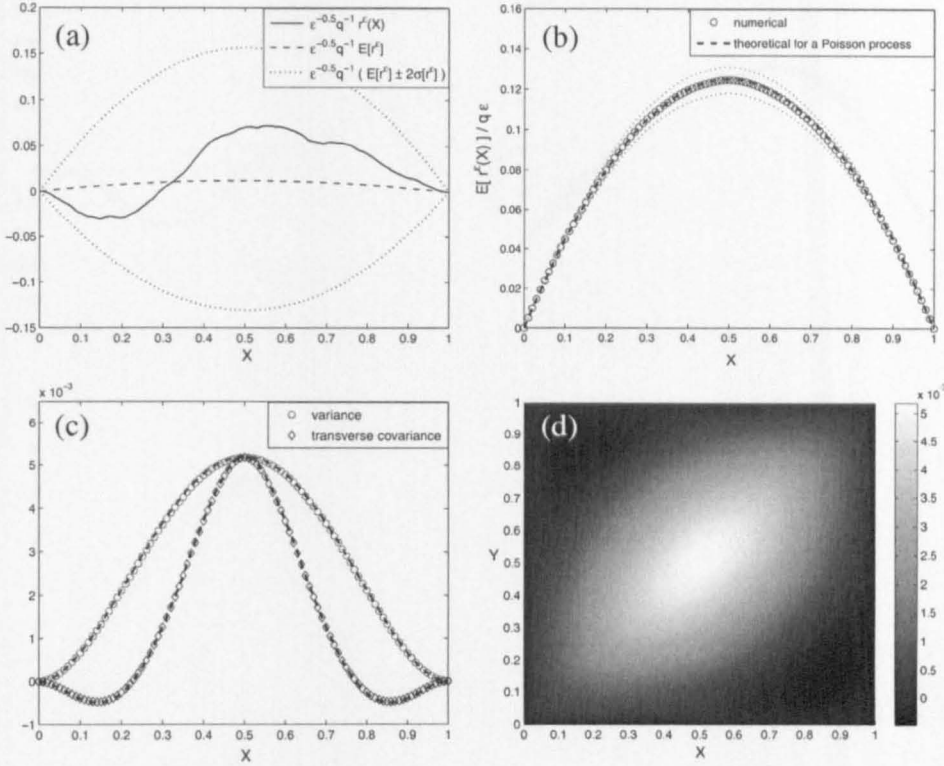 (a)
ε⁻⁰·⁵q⁻¹ rᵋ(X)
ε⁻⁰·⁵q⁻¹ E[rᵋ]
ε⁻⁰·⁵q⁻¹ ( E[rᵋ] ± 2σ[rᵋ] )
0.2
0.15
0.1
0.05
0
−0.05
−0.1
−0.15
0 0.1 0.2 0.3 0.4 0.5 0.6 0.7 0.8 0.9 1
X
(b)
numerical
theoretical for a Poisson process
E[ rᵋ(X) ] / q ε
0.16
0.14
0.12
0.1
0.08
0.06
0.04
0.02
0
0 0.1 0.2 0.3 0.4 0.5 0.6 0.7 0.8 0.9 1
X
x 10⁻³
(c)
variance
transverse covariance
6
5
4
3
2
1
0
−1
0 0.1 0.2 0.3 0.4 0.5 0.6 0.7 0.8 0.9 1
X
(d)
Y
1
0.9
0.8
0.7
0.6
0.5
0.4
0.3
0.2
0.1
0
0 0.1 0.2 0.3 0.4 0.5 0.6 0.7 0.8 0.9 1
X
5
4.5
4
3.5
3
2.5
2
1.5
1
0.5
0